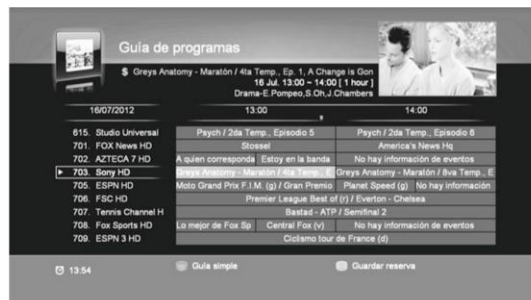 Guía de programas
$ Greys Anatomy - Maratón / 4ta Temp., Ep. 1, A Change is Gon
16 Jul. 13:00 ~ 14:00 [ 1 hour ]
Drama-E.Pompeo,S.Oh,J.Chambers
16/07/2012 13:00 14:00
615. Studio Universal Psych / 2da Temp., Episodio 5 Psych / 2da Temp., Episodio 6
701. FOX News HD Stossel America's News Hq
702. AZTECA 7 HD A quien corresponda Estoy en la banda No hay información de eventos
703. Sony HD Greys Anatomy - Maratón / 4ta Temp., E Greys Anatomy - Maratón / 8va Temp., E
705. ESPN HD Moto Grand Prix F.I.M. (g) / Gran Premio Planet Speed (g) No hay información
706. FSC HD Premier League Best of (r) / Everton - Chelsea
707. Tennis Channel H Bastad - ATP / Semifinal 2
708. Fox Sports HD Lo mejor de Fox Sp Central Fox (v) No hay información de eventos
709. ESPN 3 HD Ciclismo tour de France (d)
13:54 Guía simple Guardar reserva